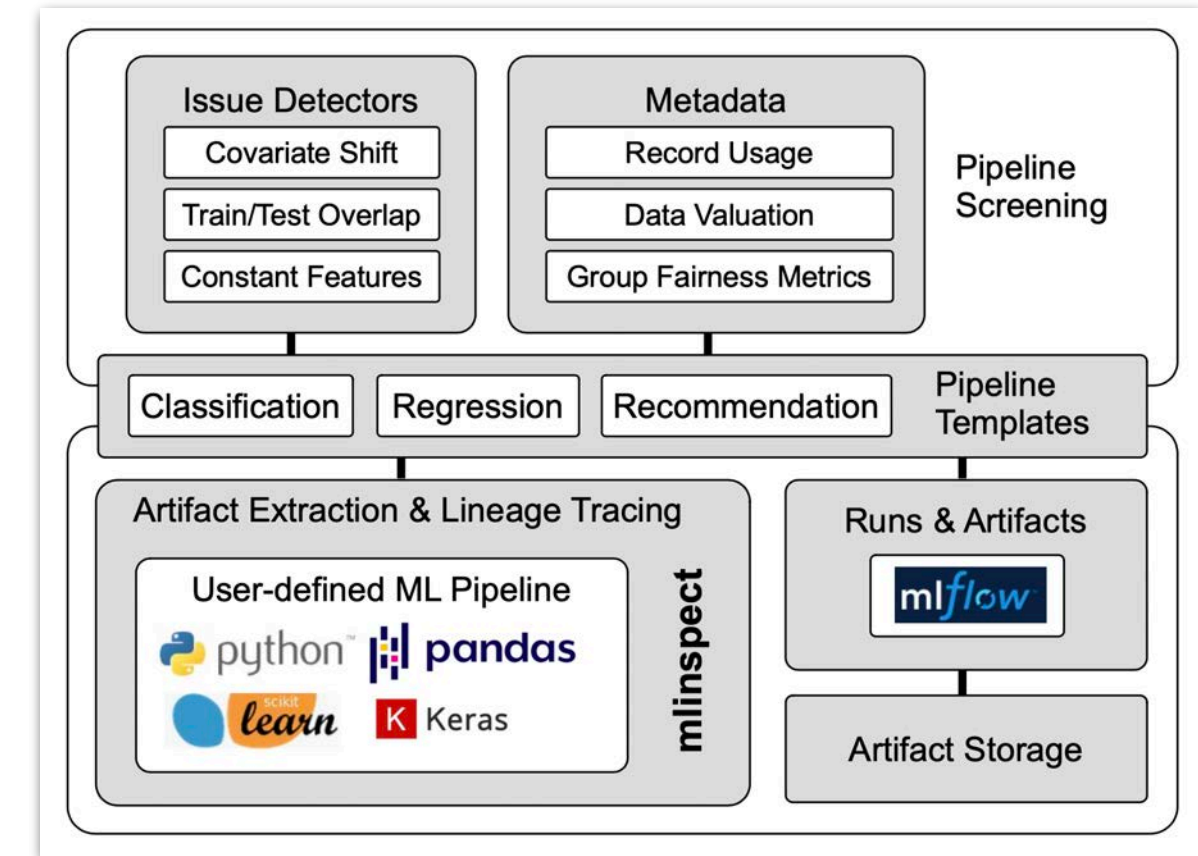 Issue Detectors
Covariate Shift
Train/Test Overlap
Constant Features
Metadata
Record Usage
Data Valuation
Group Fairness Metrics
Pipeline
Screening
Classification
Regression
Recommendation
Pipeline
Templates
Artifact Extraction & Lineage Tracing
User-defined ML Pipeline
python™
pandas
scikit
learn
K Keras
mlinspect
Runs & Artifacts
mlflow
Artifact Storage